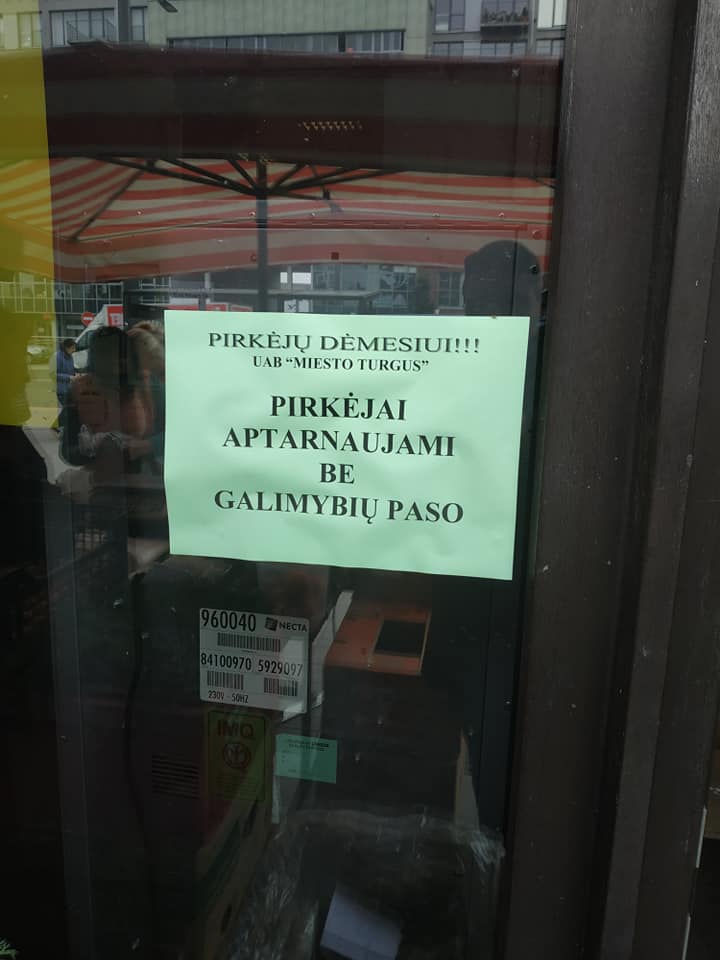 PIRKĖJŲ DĖMESIUI!!!
UAB “MIESTO TURGUS”
PIRKĖJAI
APTARNAUJAMI
BE
GALIMYBIŲ PASO
960040 NECTA
84100970 5929097
230V - 50HZ
IMQ